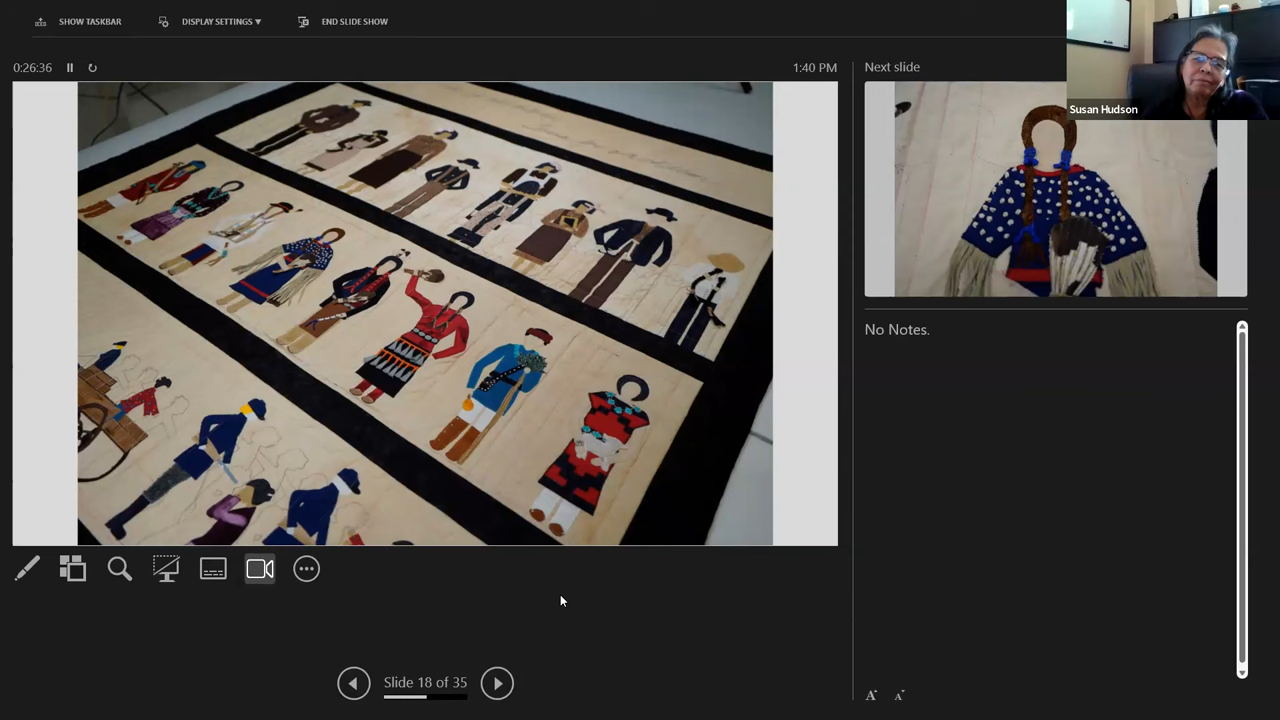 SHOW TASKBAR
DISPLAY SETTINGS ▼
END SLIDE SHOW
0:26:36
1:40 PM
Next slide
Susan Hudson
No Notes.
Slide 18 of 35
A
A